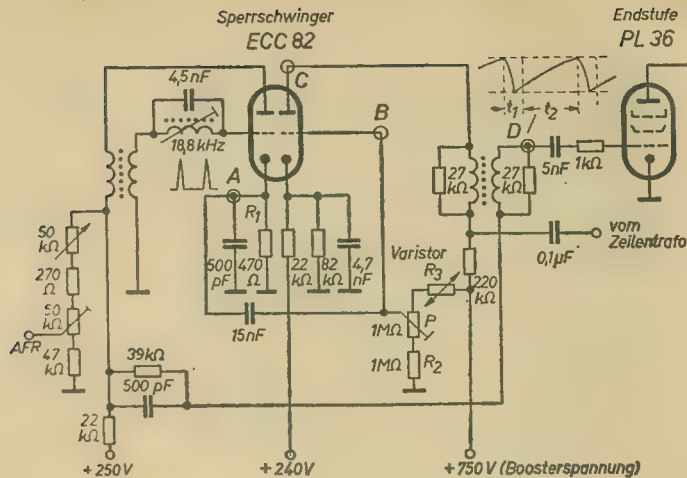 Sperrschwinger
ECC 82
Endstufe
PL 36
4,5nF
C
B
t₁
t₂
D
18,8 kHz
27
kΩ
27
kΩ
5nF
1kΩ
A
R₁
50
kΩ
500
pF
470
Ω
22
kΩ
82
kΩ
4,7
nF
Varistor
R₃
220
kΩ
0,1µF
vom
Zeilentrafo
270
Ω
50
kΩ
AFR
47
kΩ
15nF
1MΩ
P
1MΩ
R₂
39kΩ
500 pF
22
kΩ
+250V
+240V
+750V (Boosterspannung)